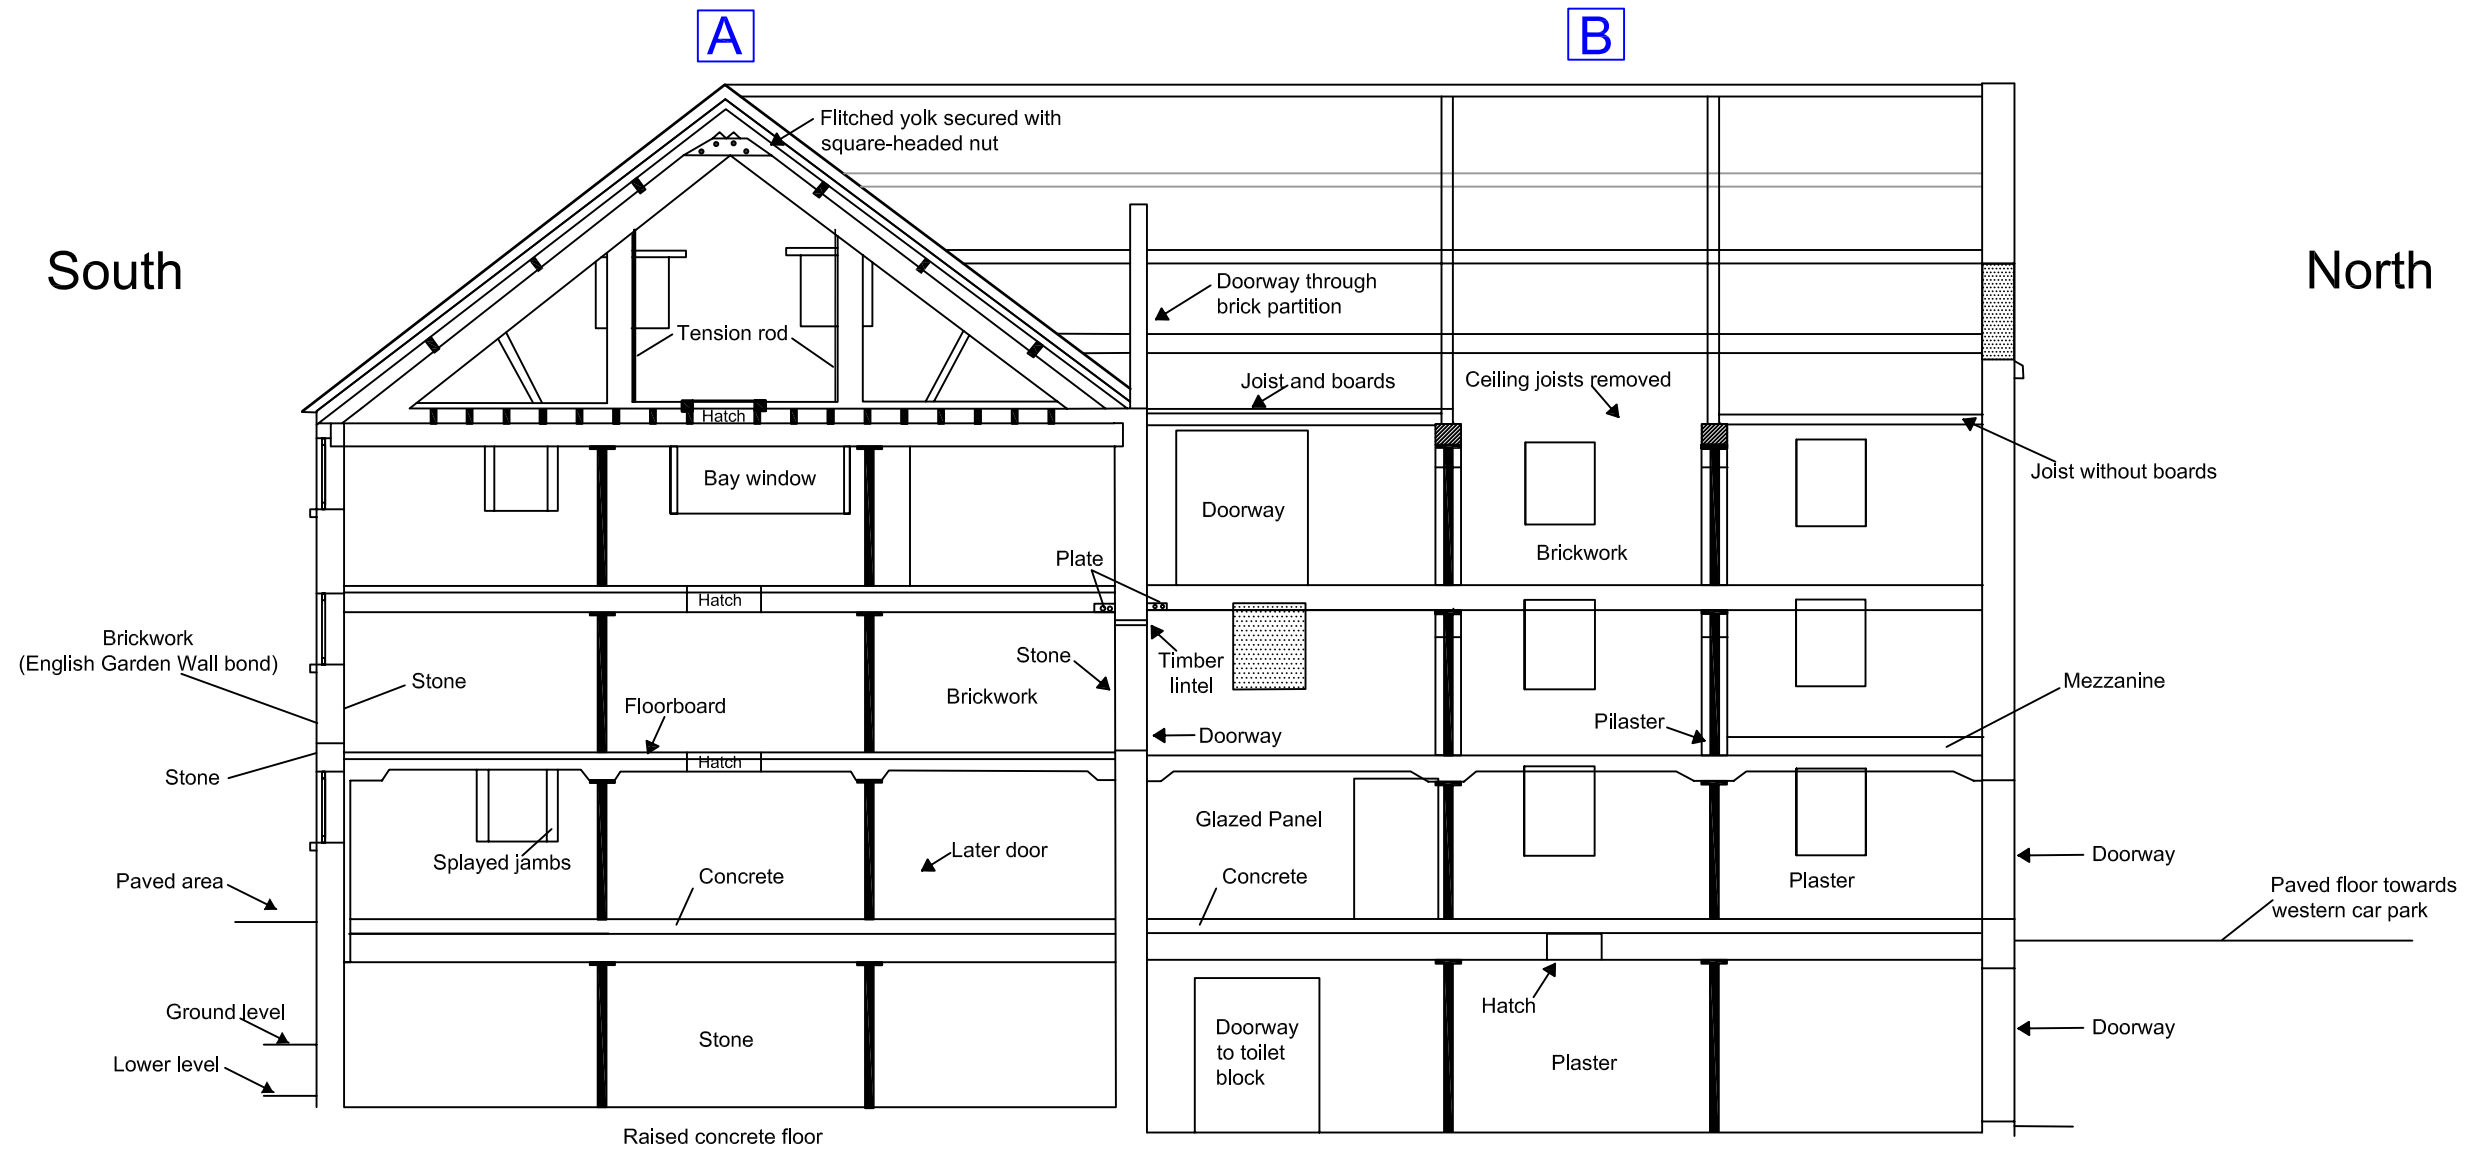 A
B
Flitched yolk secured with
square-headed nut
South
North
Doorway through
brick partition
Tension rod
Joist and boards
Ceiling joists removed
Hatch
Joist without boards
Bay window
Doorway
Brickwork
Plate
Hatch
Brickwork
(English Garden Wall bond)
Stone
Stone
Timber
lintel
Brickwork
Floorboard
Mezzanine
Pilaster
Doorway
Hatch
Stone
Glazed Panel
Splayed jambs
Later door
Doorway
Concrete
Concrete
Plaster
Paved area
Paved floor towards
western car park
Ground level
Hatch
Stone
Doorway
to toilet
block
Doorway
Lower level
Plaster
Raised concrete floor